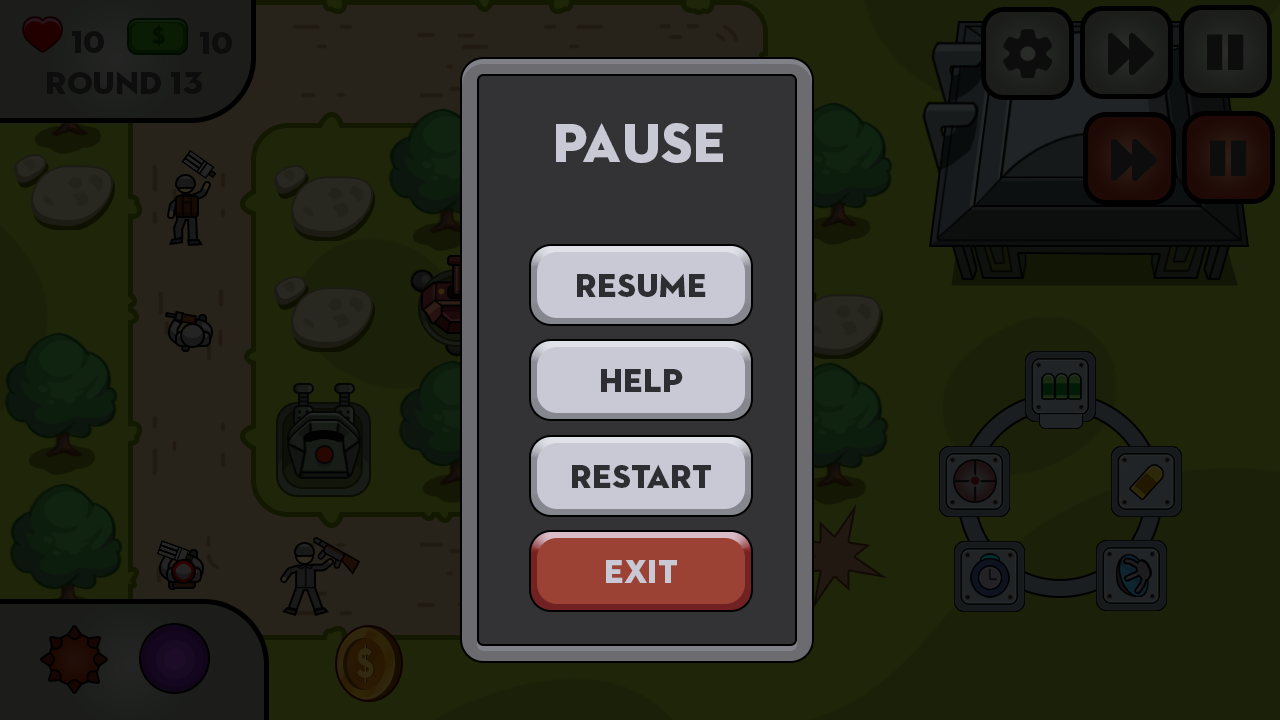 10 $ 10
ROUND 13
PAUSE
RESUME
HELP
RESTART
EXIT
$